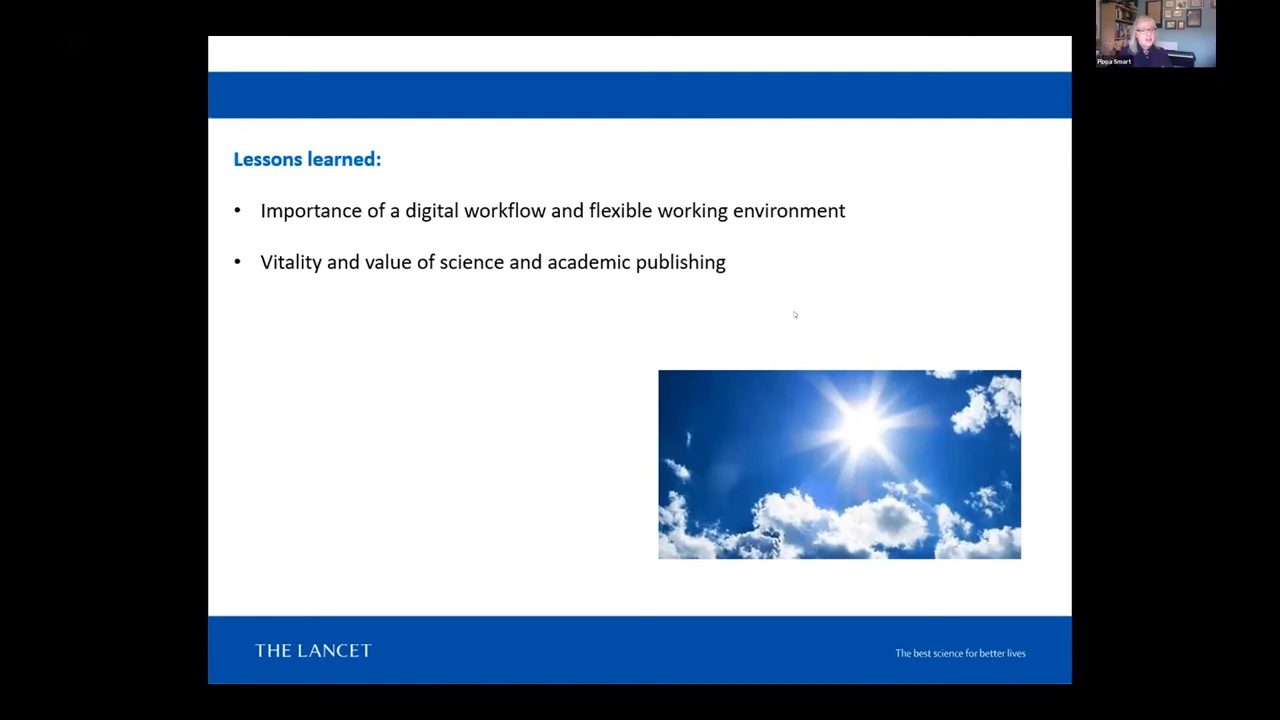 Pippa Smart
Lessons learned:
• Importance of a digital workflow and flexible working environment
• Vitality and value of science and academic publishing
THE LANCET
The best science for better lives